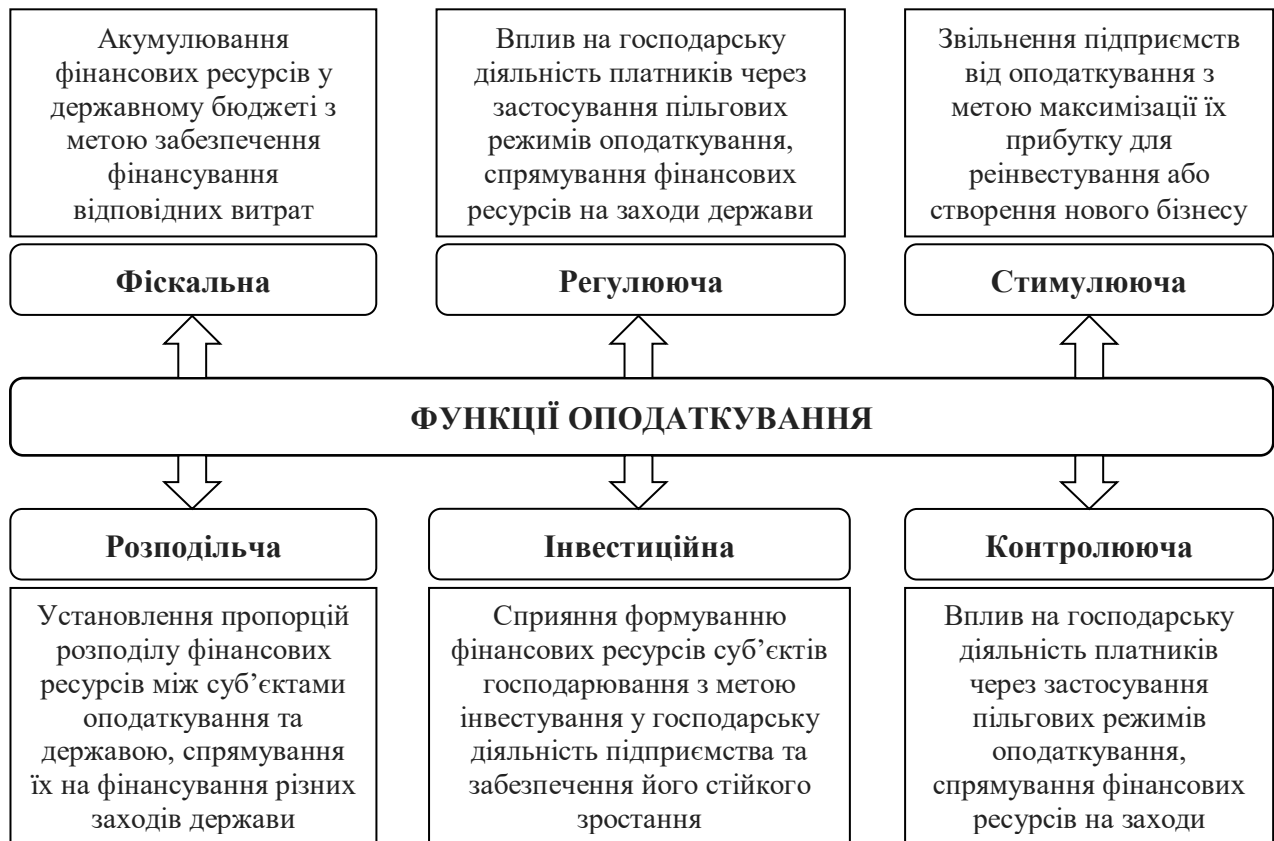 Акумулювання
фінансових ресурсів у
державному бюджеті з
метою забезпечення
фінансування
відповідних витрат
Вплив на господарську
діяльність платників через
застосування пільгових
режимів оподаткування,
спрямування фінансових
ресурсів на заходи держави
Звільнення підприємств
від оподаткування з
метою максимізації їх
прибутку для
реінвестування або
створення нового бізнесу
Фіскальна
Регулююча
Стимулююча
ФУНКЦІЇ ОПОДАТКУВАННЯ
Розподільча
Інвестиційна
Контролююча
Установлення пропорцій
розподілу фінансових
ресурсів між суб’єктами
оподаткування та
державою, спрямування
їх на фінансування різних
заходів держави
Сприяння формуванню
фінансових ресурсів суб’єктів
господарювання з метою
інвестування у господарську
діяльність підприємства та
забезпечення його стійкого
зростання
Вплив на господарську
діяльність платників
через застосування
пільгових режимів
оподаткування,
спрямування фінансових
ресурсів на заходи